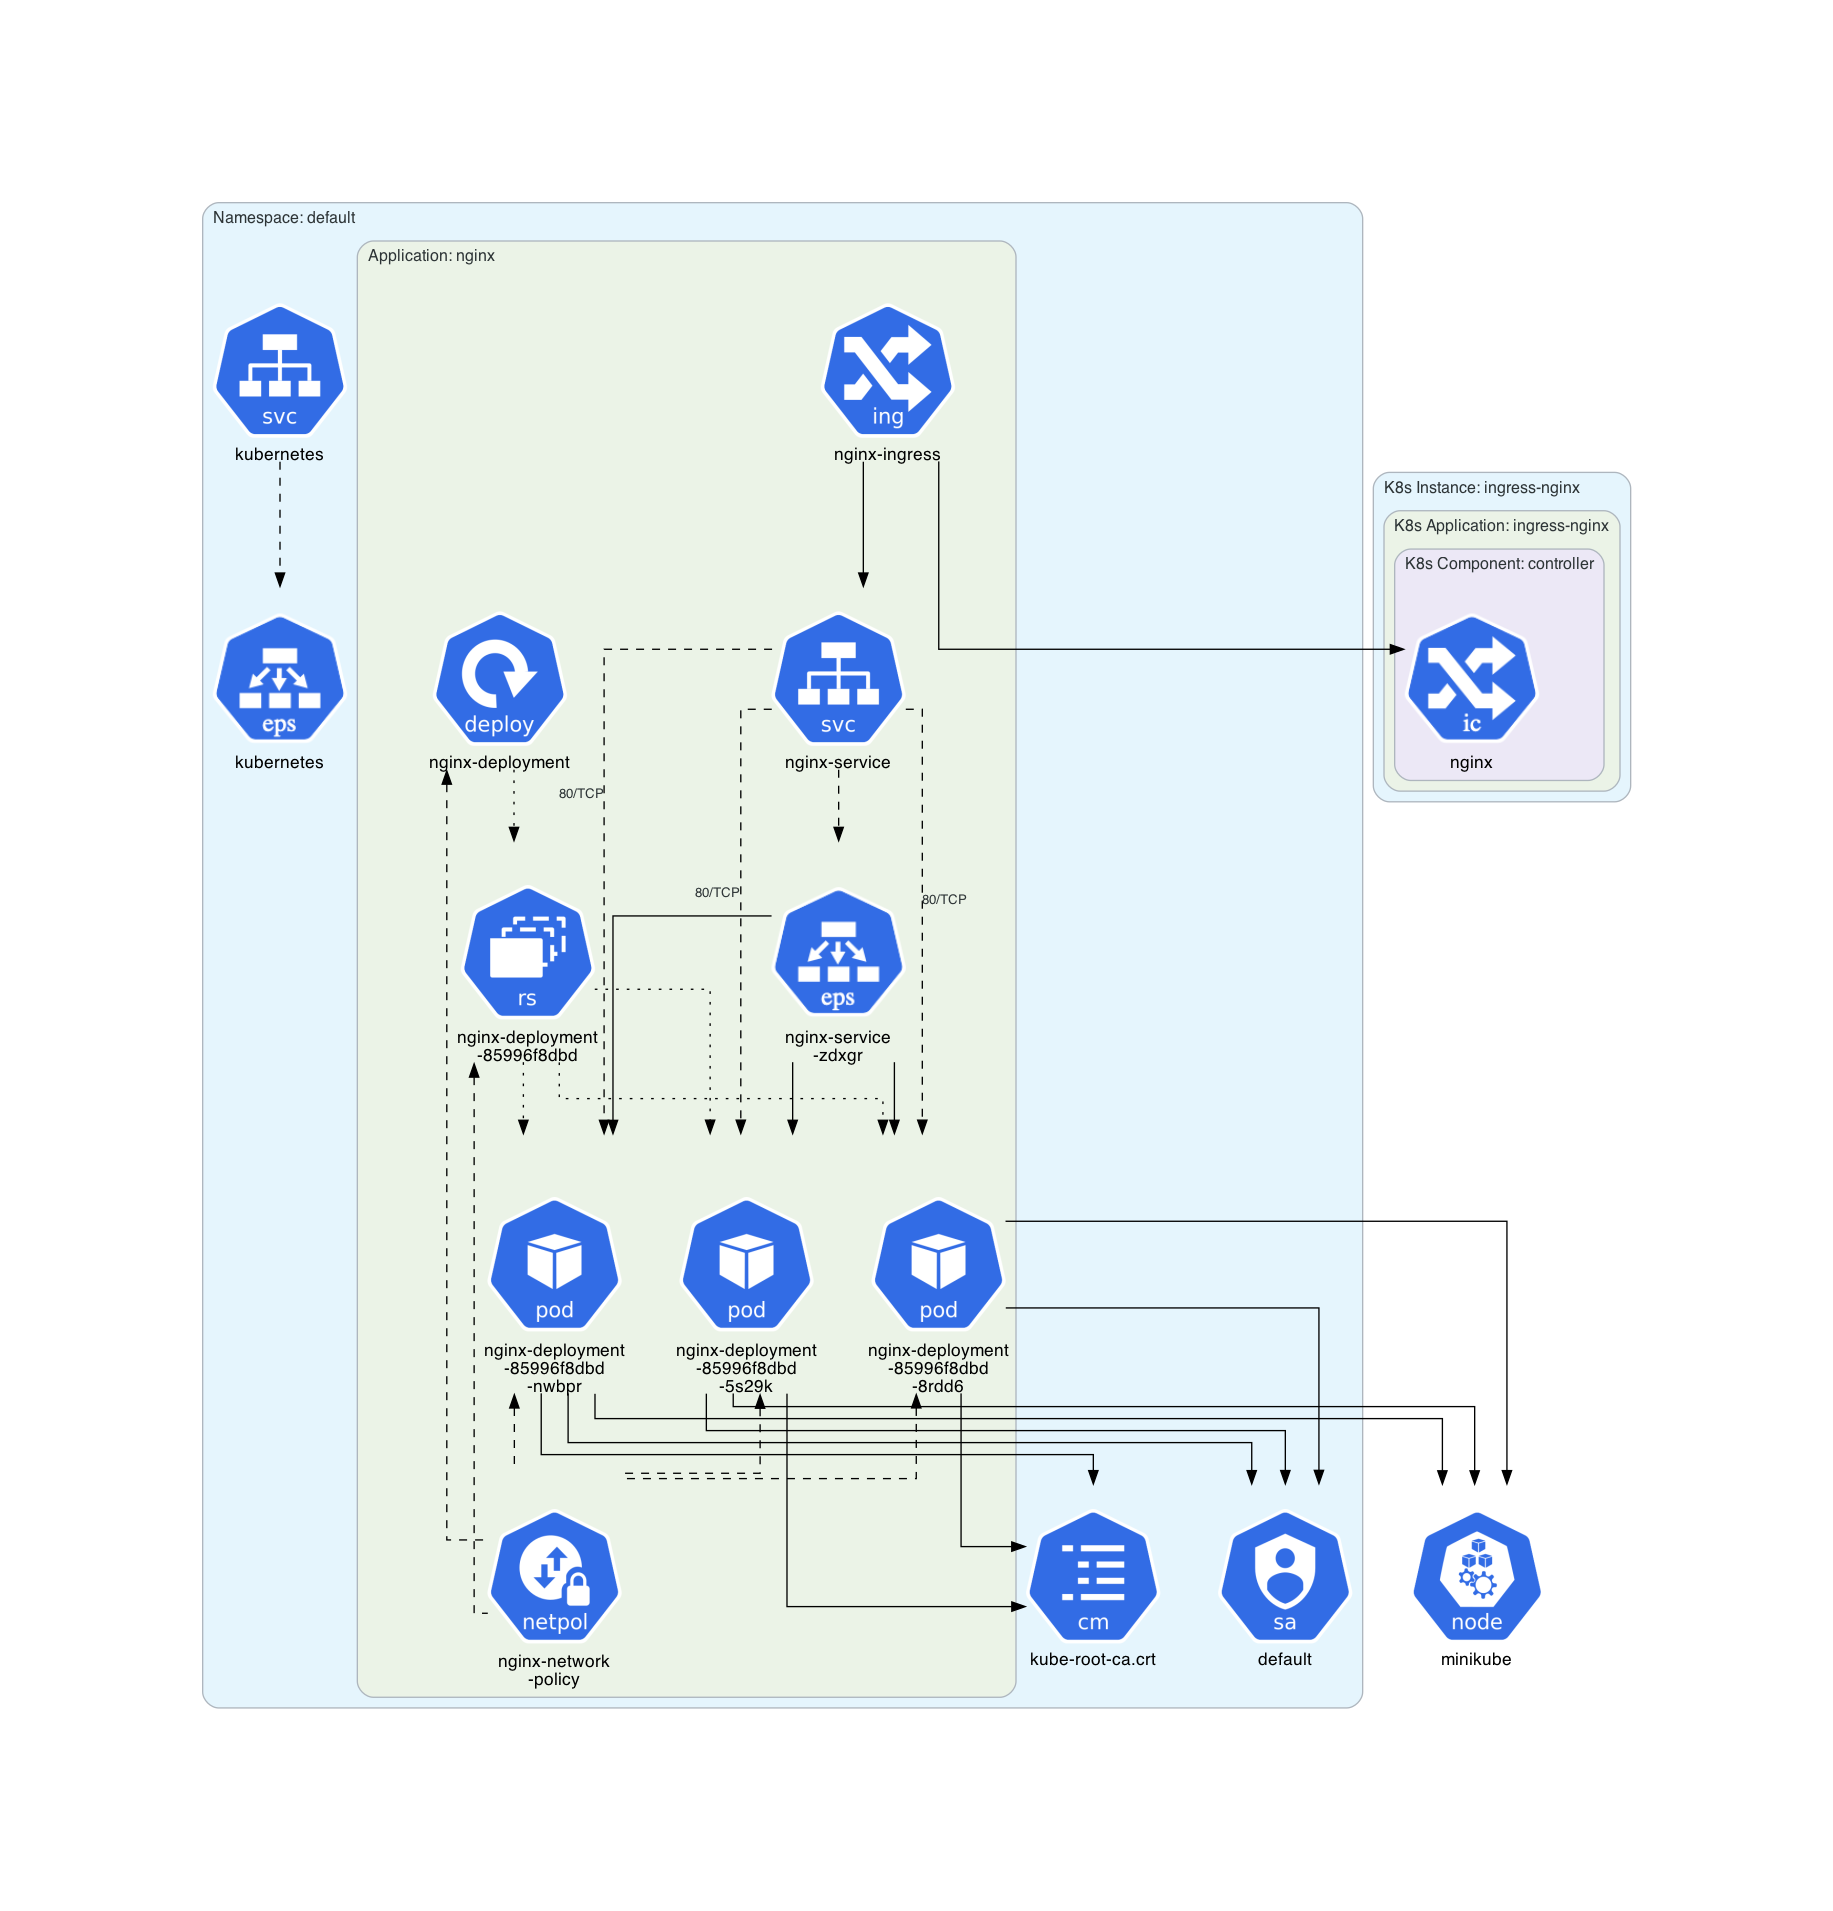 Namespace: default
Application: nginx
svc
kubernetes
ing
nginx-ingress
K8s Instance: ingress-nginx
K8s Application: ingress-nginx
K8s Component: controller
eps
kubernetes
deploy
nginx-deployment
svc
nginx-service
ic
nginx
80/TCP
80/TCP
80/TCP
rs
nginx-deployment
-85996f8dbd
eps
nginx-service
-zdxgr
pod
nginx-deployment
-85996f8dbd
-nwbpr
pod
nginx-deployment
-85996f8dbd
-5s29k
pod
nginx-deployment
-85996f8dbd
-8rdd6
netpol
nginx-network
-policy
cm
kube-root-ca.crt
sa
default
node
minikube